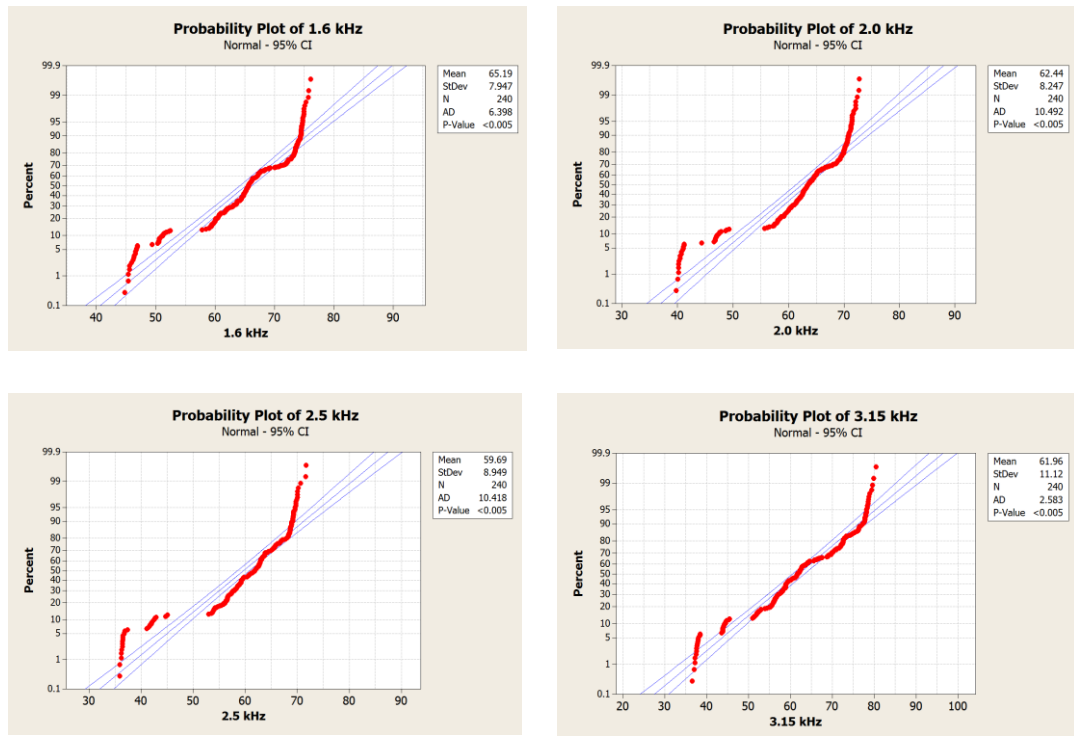 Probability Plot of 1.6 kHz
Normal - 95% CI
99.9
99
95
90
80
70
60
50
40
30
20
10
5
1
0.1
Percent
40 50 60 70 80 90
1.6 kHz
Mean 65.19
StDev 7.947
N 240
AD 6.398
P-Value <0.005
Probability Plot of 2.0 kHz
Normal - 95% CI
99.9
99
95
90
80
70
60
50
40
30
20
10
5
1
0.1
Percent
30 40 50 60 70 80 90
2.0 kHz
Mean 62.44
StDev 8.247
N 240
AD 10.492
P-Value <0.005
Probability Plot of 2.5 kHz
Normal - 95% CI
99.9
99
95
90
80
70
60
50
40
30
20
10
5
1
0.1
Percent
30 40 50 60 70 80 90
2.5 kHz
Mean 59.69
StDev 8.949
N 240
AD 10.418
P-Value <0.005
Probability Plot of 3.15 kHz
Normal - 95% CI
99.9
99
95
90
80
70
60
50
40
30
20
10
5
1
0.1
Percent
20 30 40 50 60 70 80 90 100
3.15 kHz
Mean 61.96
StDev 11.12
N 240
AD 2.583
P-Value <0.005